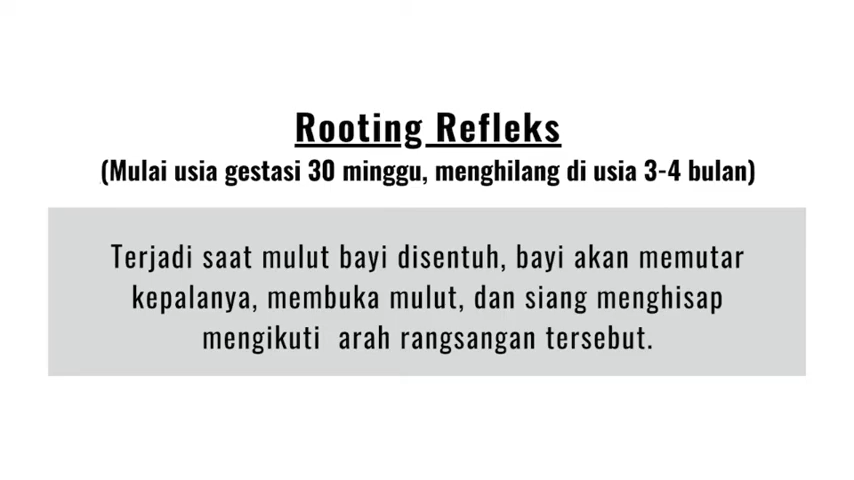 Rooting Refleks
(Mulai usia gestasi 30 minggu, menghilang di usia 3-4 bulan)
Terjadi saat mulut bayi disentuh, bayi akan memutar
kepalanya, membuka mulut, dan siang menghisap
mengikuti  arah rangsangan tersebut.